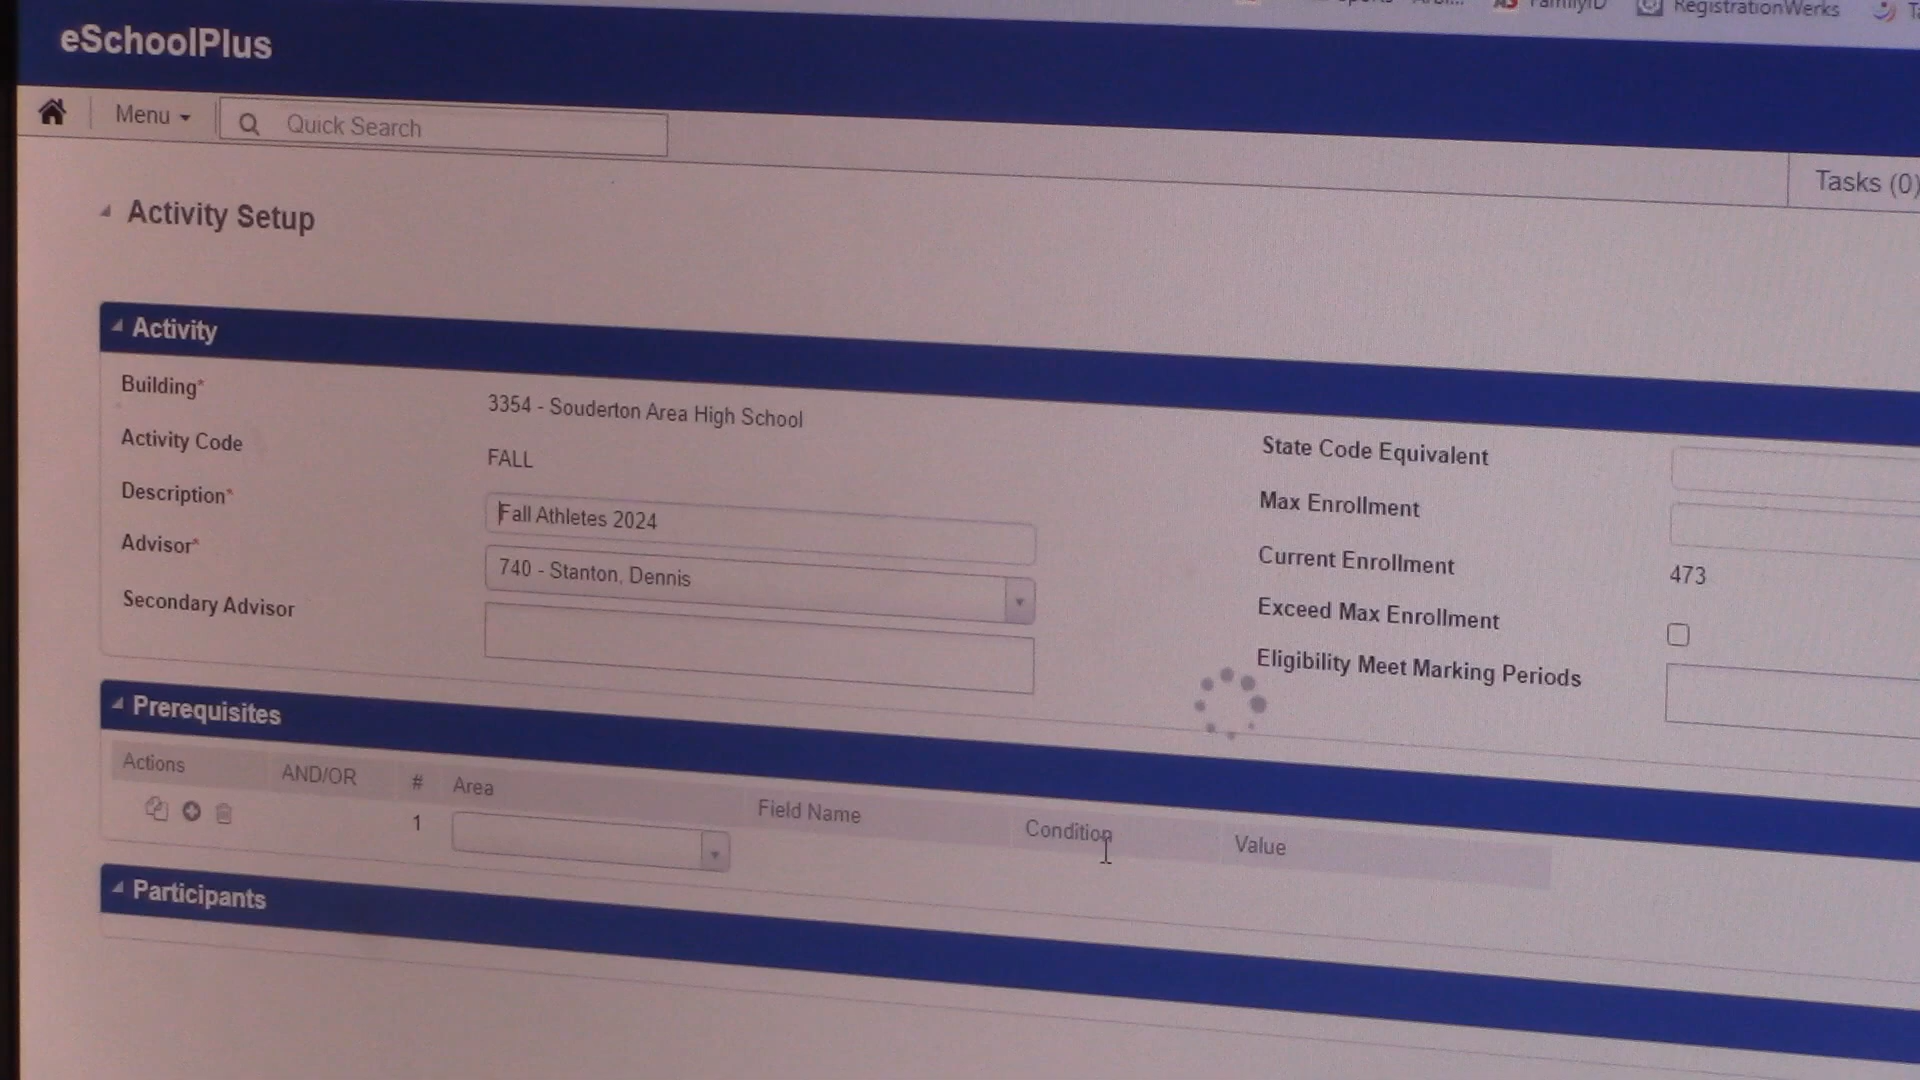 FamilyID
RegistrationWerks
eSchoolPlus
Menu
Quick Search
Tasks (0)
Activity Setup
Activity
Building*
3354 - Souderton Area High School
Activity Code
FALL
Description*
Fall Athletes 2024
Advisor*
740 - Stanton, Dennis
Secondary Advisor
State Code Equivalent
Max Enrollment
Current Enrollment
473
Exceed Max Enrollment
Eligibility Meet Marking Periods
Prerequisites
Actions AND/OR # Area Field Name Condition Value
1
Participants